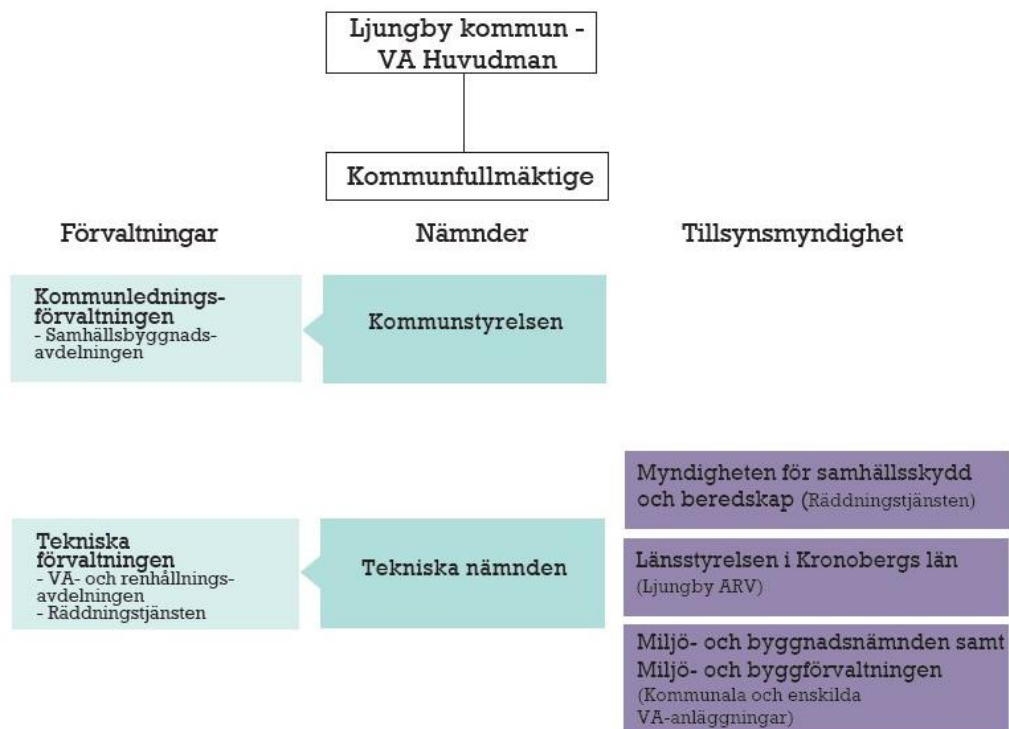 Ljungby kommun -
VA Huvudman
Kommunfullmäktige
Förvaltningar
Nämnder
Tillsynsmyndighet
Kommunlednings-
förvaltningen
- Samhällsbyggnads-
avdelningen
Kommunstyrelsen
Tekniska
förvaltningen
- VA- och renhållnings-
avdelningen
- Räddningstjänsten
Tekniska nämnden
Myndigheten för samhällsskydd
och beredskap (Räddningstjänsten)
Länsstyrelsen i Kronobergs län
(Ljungby ARV)
Miljö- och byggnadsnämnden samt
Miljö- och byggförvaltningen
(Kommunala och enskilda
VA-anläggningar)